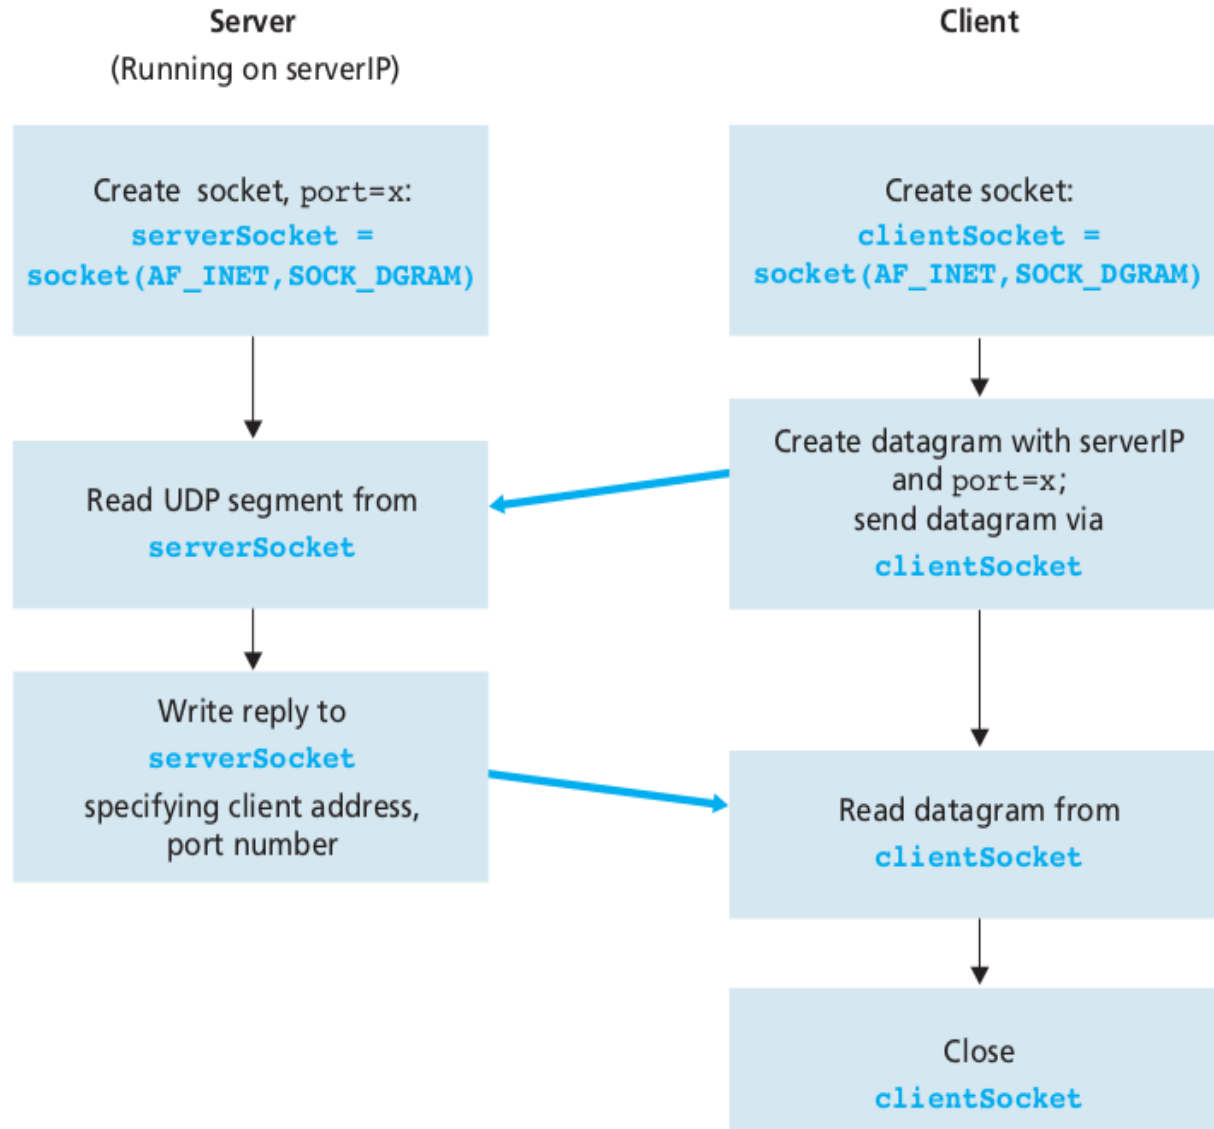 Server
(Running on serverIP)
Create socket, port=x:
serverSocket =
socket(AF_INET,SOCK_DGRAM)
Read UDP segment from
serverSocket
Write reply to
serverSocket
specifying client address,
port number
Client
Create socket:
clientSocket =
socket(AF_INET,SOCK_DGRAM)
Create datagram with serverIP
and port=x;
send datagram via
clientSocket
Read datagram from
clientSocket
Close
clientSocket